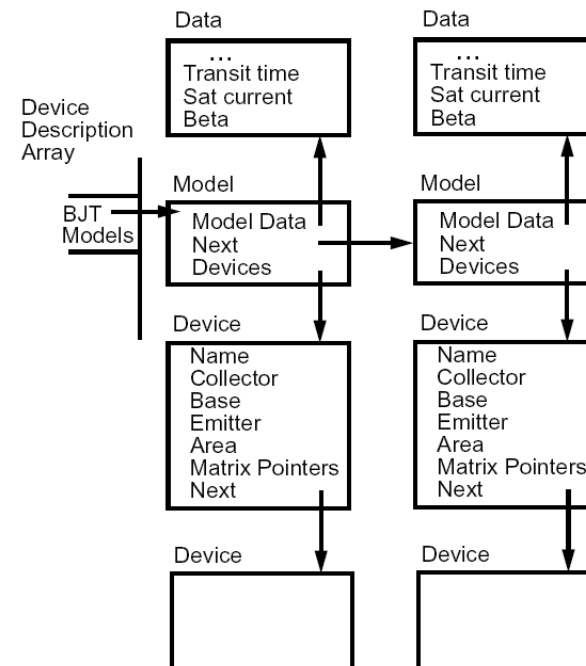 Data
…
Transit time
Sat current
Beta
Data
…
Transit time
Sat current
Beta
Device
Description
Array
BJT
Models
Model
Model Data
Next
Devices
Model
Model Data
Next
Devices
Device
Name
Collector
Base
Emitter
Area
Matrix Pointers
Next
Device
Name
Collector
Base
Emitter
Area
Matrix Pointers
Next
Device
Device